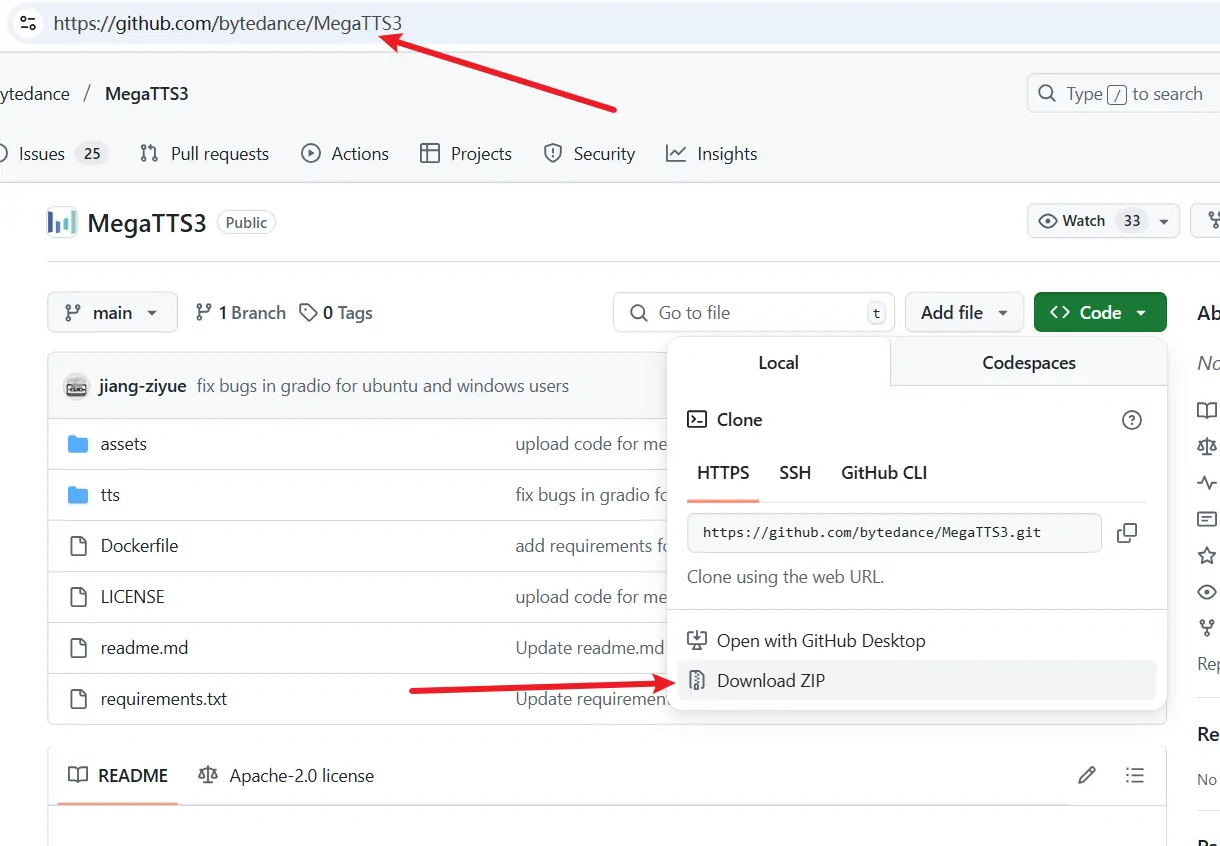 https://github.com/bytedance/MegaTTS3
ytedance / MegaTTS3
Type / to search
Issues 25 Pull requests Actions Projects Security Insights
MegaTTS3 Public
Watch 33
main 1 Branch 0 Tags Go to file t Add file Code
Local Codespaces
jiang-ziyue fix bugs in gradio for ubuntu and windows users
Clone
assets upload code for me
HTTPS SSH GitHub CLI
tts fix bugs in gradio fo
https://github.com/bytedance/MegaTTS3.git
Dockerfile add requirements fo
Clone using the web URL.
LICENSE upload code for me
readme.md Update readme.md
Open with GitHub Desktop
Download ZIP
requirements.txt Update requirement
README Apache-2.0 license
Ab
No
Rep
Re
No